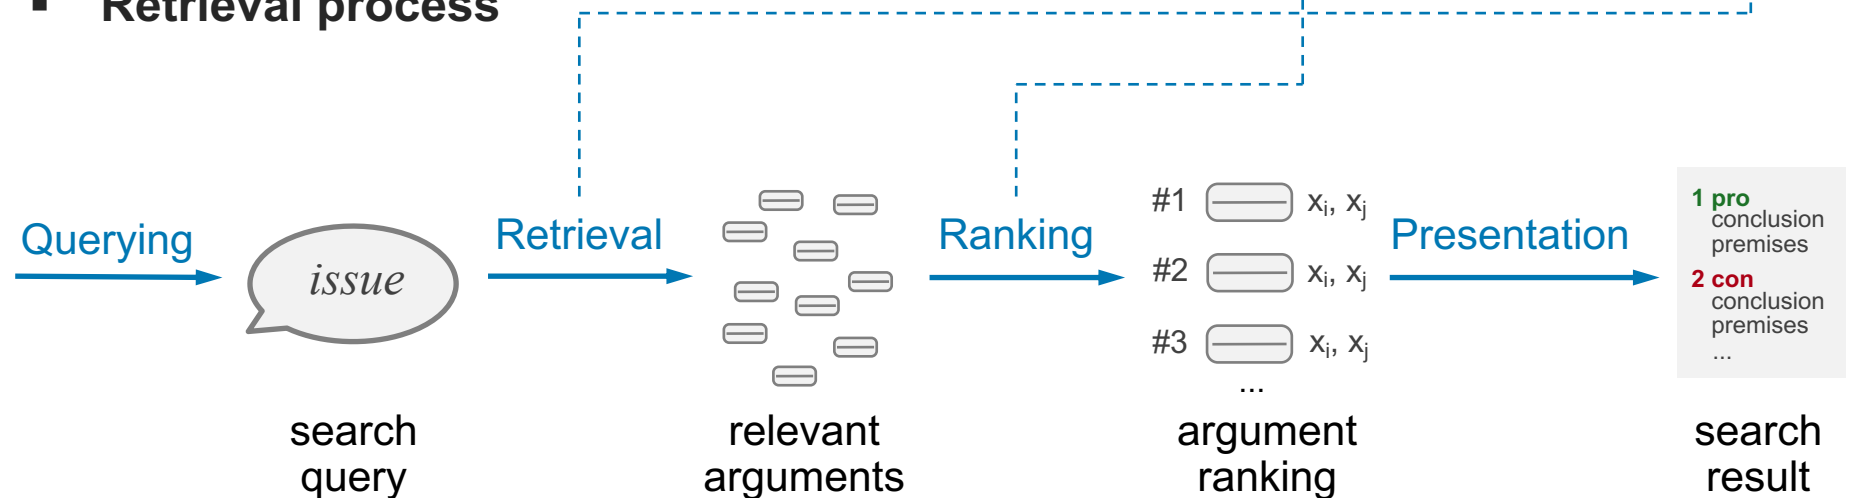 ▪ Retrieval process
Querying
issue
search
query
Retrieval
relevant
arguments
Ranking
#1 xi, xj
#2 xi, xj
#3 xi, xj
...
argument
ranking
Presentation
1 pro
conclusion
premises
2 con
conclusion
premises
...
search
result